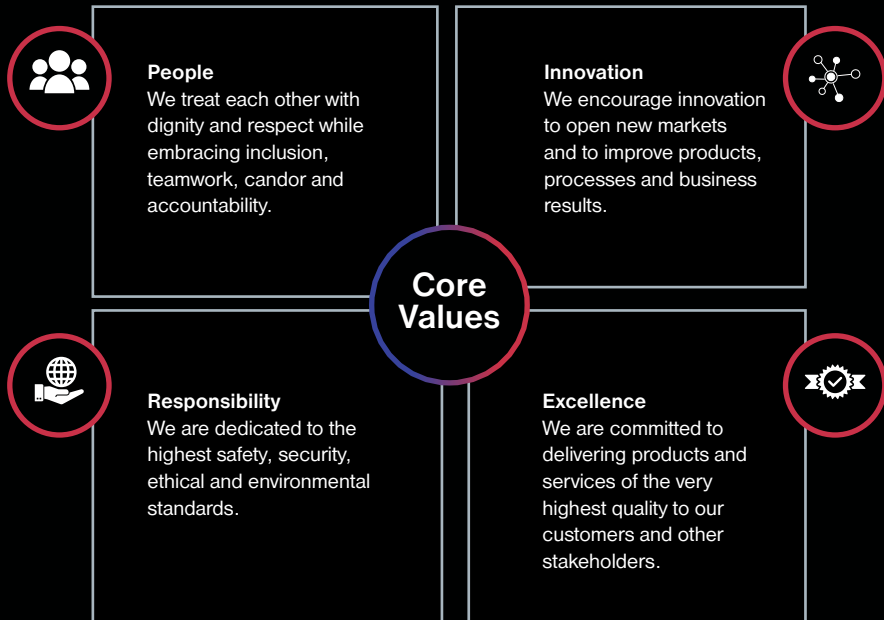 People
We treat each other with
dignity and respect while
embracing inclusion,
teamwork, candor and
accountability.
Innovation
We encourage innovation
to open new markets
and to improve products,
processes and business
results.
Core
Values
Responsibility
We are dedicated to the
highest safety, security,
ethical and environmental
standards.
Excellence
We are committed to
delivering products and
services of the very
highest quality to our
customers and other
stakeholders.